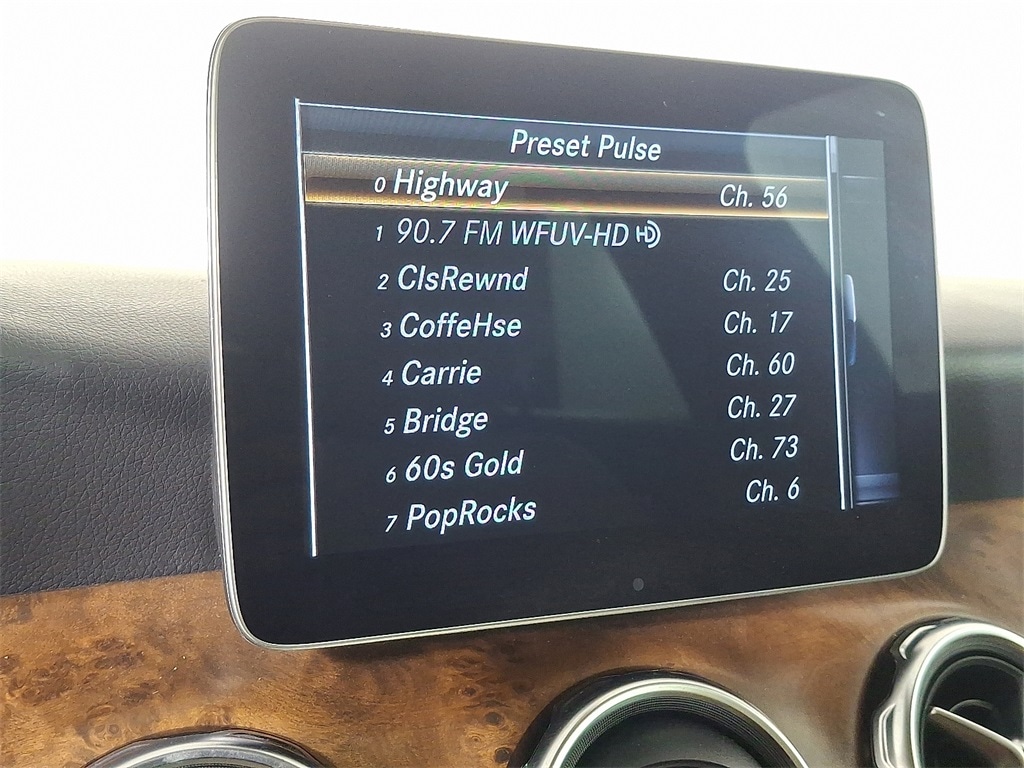 Preset Pulse
0 Highway Ch. 56
1 90.7 FM WFUV-HD HD
2 ClsRewnd Ch. 25
3 CoffeHse Ch. 17
4 Carrie Ch. 60
5 Bridge Ch. 27
6 60s Gold Ch. 73
7 PopRocks Ch. 6